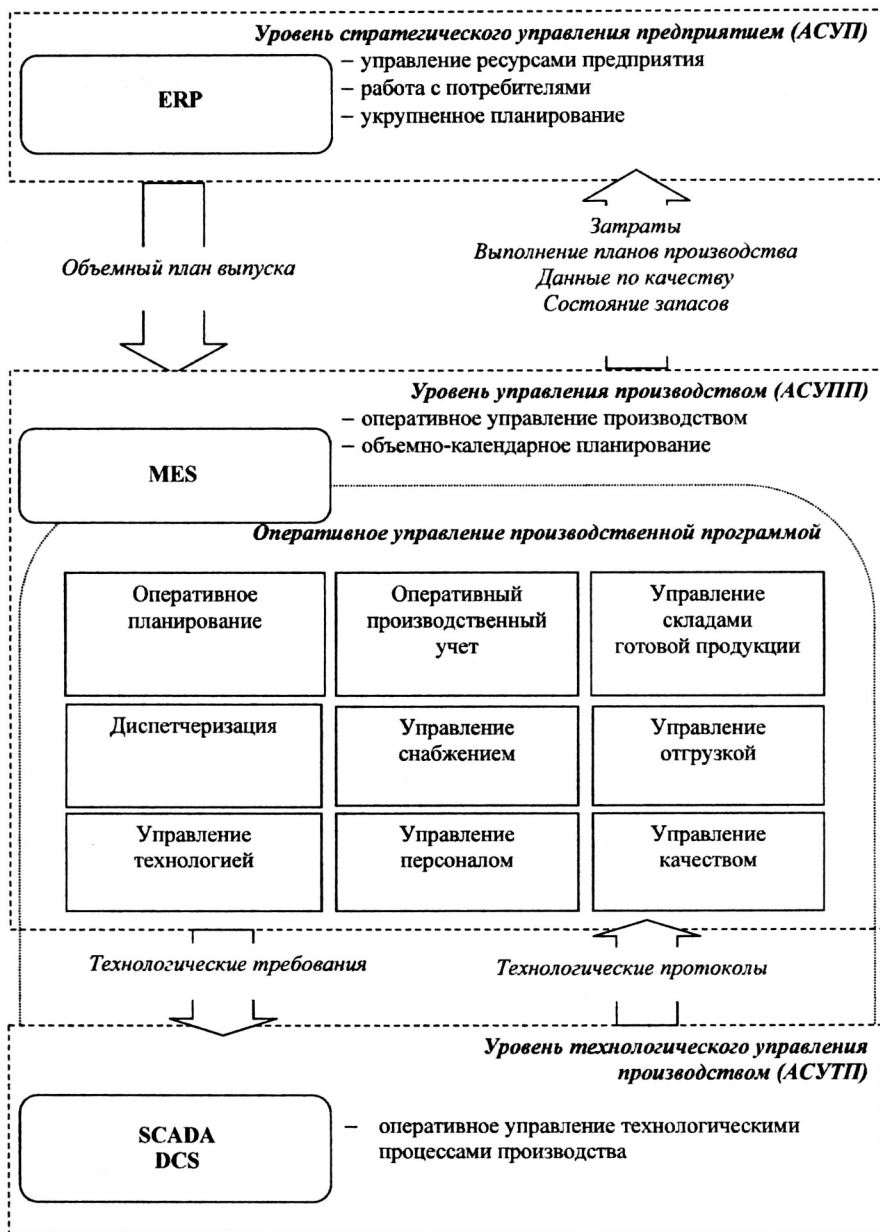 Уровень стратегического управления предприятием (АСУП)
ERP
– управление ресурсами предприятия
– работа с потребителями
– укрупненное планирование
Объемный план выпуска
Затраты
Выполнение планов производства
Данные по качеству
Состояние запасов
Уровень управления производством (АСУПП)
– оперативное управление производством
– объемно-календарное планирование
MES
Оперативное управление производственной программой
Оперативное
планирование
Оперативный
производственный
учет
Управление
складами
готовой продукции
Диспетчеризация
Управление
снабжением
Управление
отгрузкой
Управление
технологией
Управление
персоналом
Управление
качеством
Технологические требования
Технологические протоколы
Уровень технологического управления
производством (АСУТП)
SCADA
DCS
– оперативное управление технологическими
процессами производства